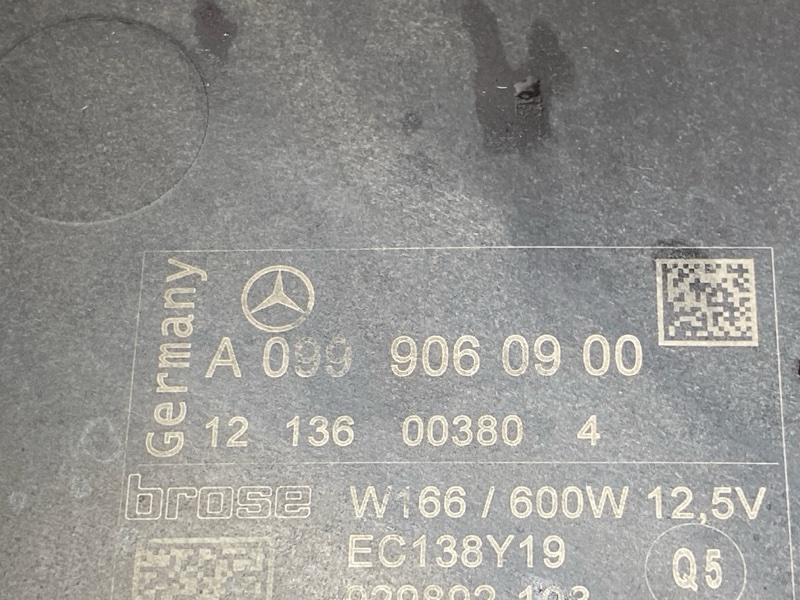 Germany
A 099 906 09 00
12 136 00380 4
brose W166 / 600W 12,5V
EC138Y19
Q5